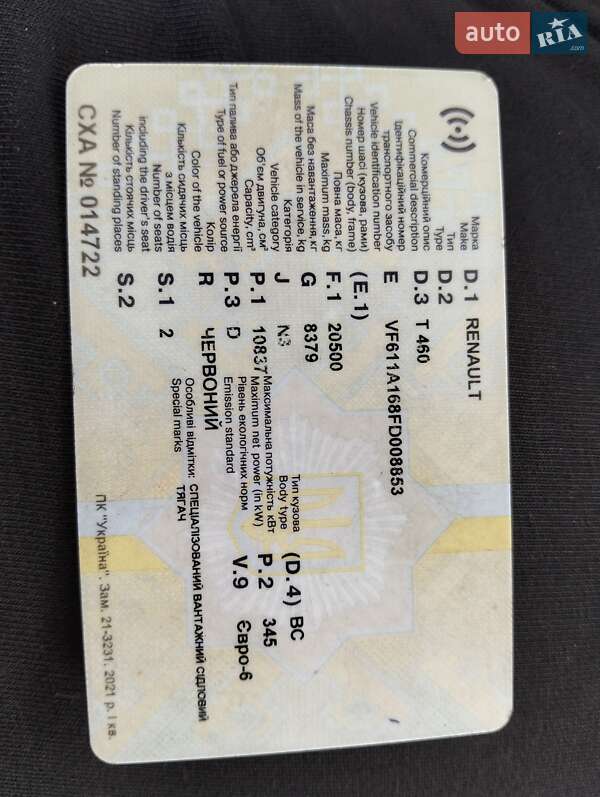 auto RIA .com
Марка
Make
D.1 RENAULT
Тип
Type
D.2
Комерційний опис
Commercial description
D.3 T 460
Ідентифікаційний номер
транспортного засобу
Vehicle identification number
E VF611A168FD008853
Номер шасі (кузова, рами)
Chassis number (body, frame)
(E.1)
Повна маса, кг
Maximum mass, kg
F.1 20500
Маса без навантаження, кг
Mass of the vehicle in service, kg
G 8379
Категорія
Vehicle category
J N3
Тип кузова
Body type
(D.4) BC
Об'єм двигуна, см³
Capacity, cm³
P.1 10837
Максимальна потужність кВт
Maximum net power (in kW)
P.2 345
Тип палива або джерела енергії
Type of fuel or power source
P.3 D
Рівень екологічних норм
Emission standard
V.9 Євро-6
Колір
Color of the vehicle
R ЧЕРВОНИЙ
Кількість сидячих місць
з місцем водія
Number of seats
including the driver's seat
S.1 2
Особливі відмітки: СПЕЦІАЛІЗОВАНИЙ ВАНТАЖНИЙ СІДЛОВИЙ
Special marks ТЯГАЧ
Кількість стоячих місць
Number of standing places
S.2
СХА № 014722
ПК "Україна". Зам. 21-3231. 2021 р. І кв.